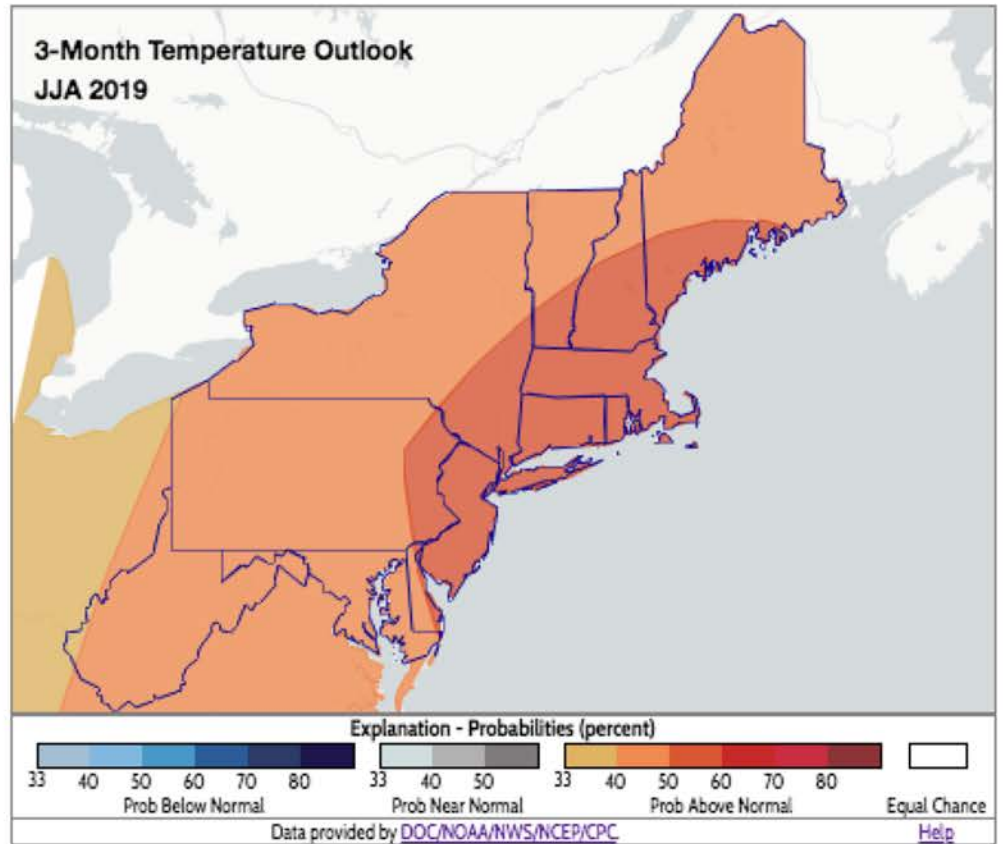 3-Month Temperature Outlook
JJA 2019
Explanation - Probabilities (percent)
33 40 50 60 70 80 33 40 50 33 40 50 60 70 80
Prob Below Normal Prob Near Normal Prob Above Normal Equal Chance
Data provided by DOC/NOAA/NWS/NCEP/CPC. Help